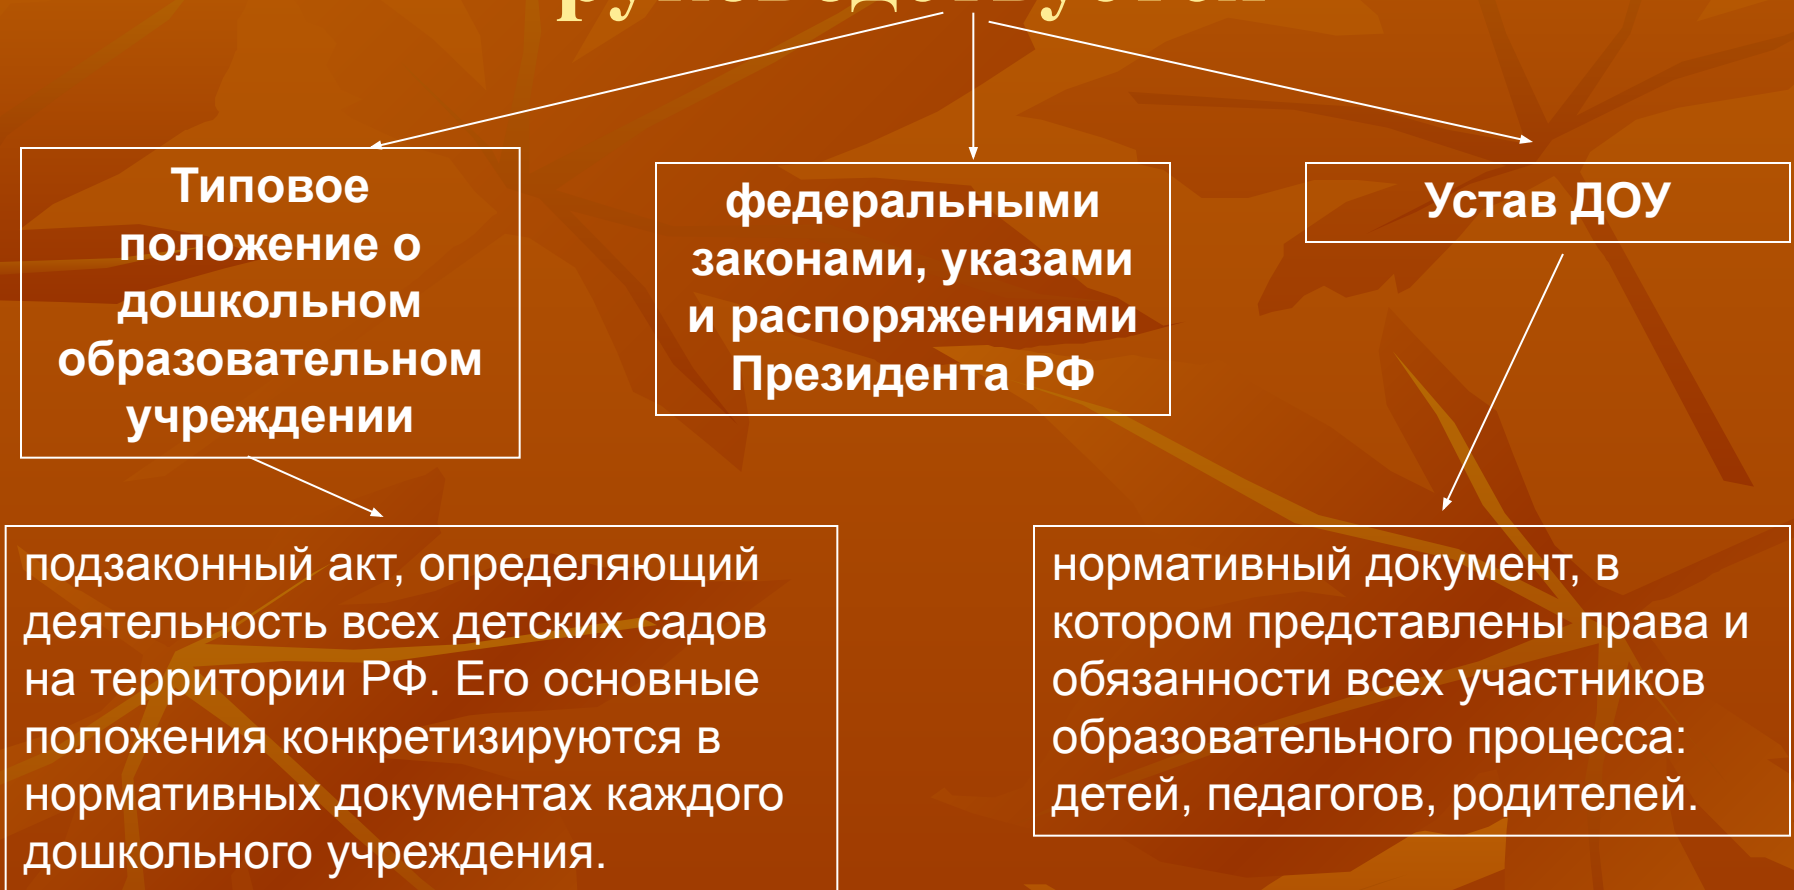 руководствуется
Типовое
положение о
дошкольном
образовательном
учреждении
федеральными
законами, указами
и распоряжениями
Президента РФ
Устав ДОУ
подзаконный акт, определяющий
деятельность всех детских садов
на территории РФ. Его основные
положения конкретизируются в
нормативных документах каждого
дошкольного учреждения.
нормативный документ, в
котором представлены права и
обязанности всех участников
образовательного процесса:
детей, педагогов, родителей.